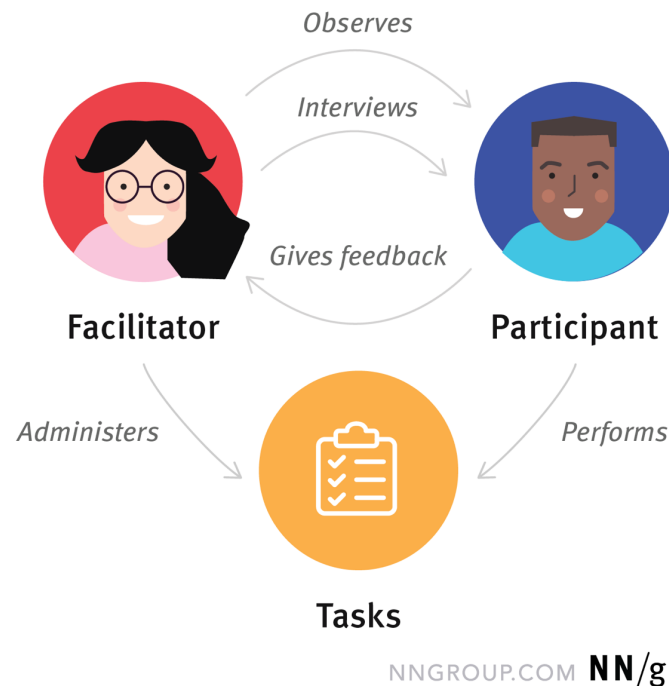 Observes
Interviews
Gives feedback
Facilitator
Participant
Administers
Performs
Tasks
NNGROUP.COM NN/g